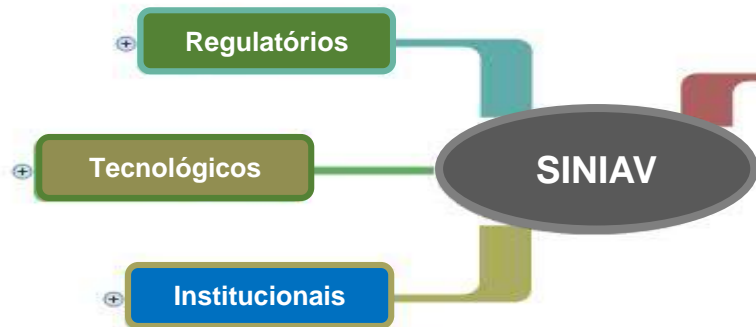 Regulatórios
Tecnológicos
SINIAV
Institucionais